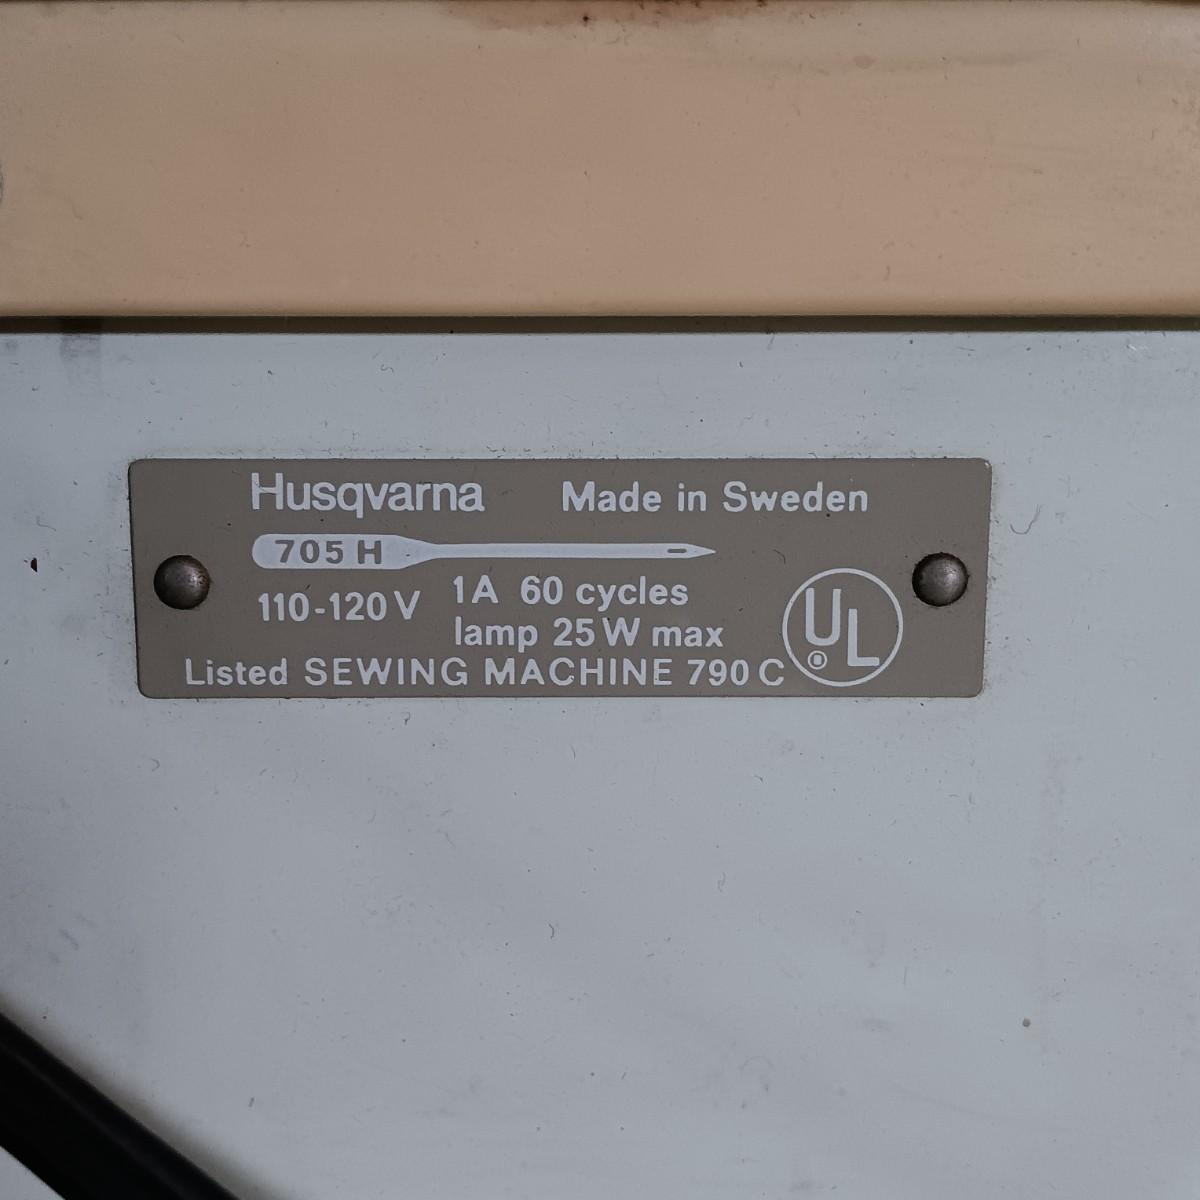 Husqvarna Made in Sweden
705 H
110-120 V 1A 60 cycles
lamp 25 W max
Listed SEWING MACHINE 790 C
UL ®